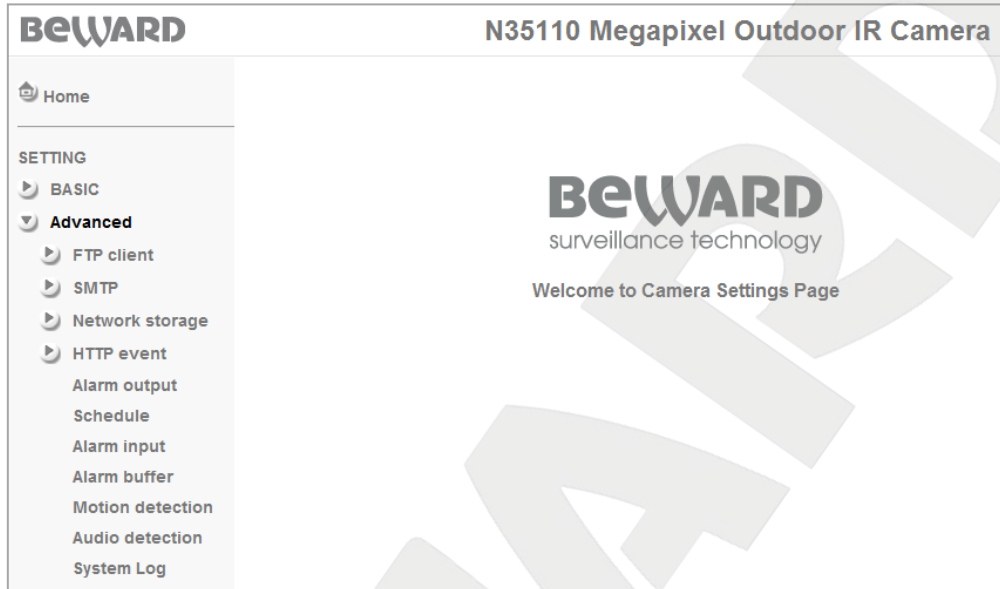 BEWARD
N35110 Megapixel Outdoor IR Camera
Home
SETTING
BASIC
Advanced
FTP client
SMTP
Network storage
HTTP event
Alarm output
Schedule
Alarm input
Alarm buffer
Motion detection
Audio detection
System Log
BEWARD
surveillance technology
Welcome to Camera Settings Page